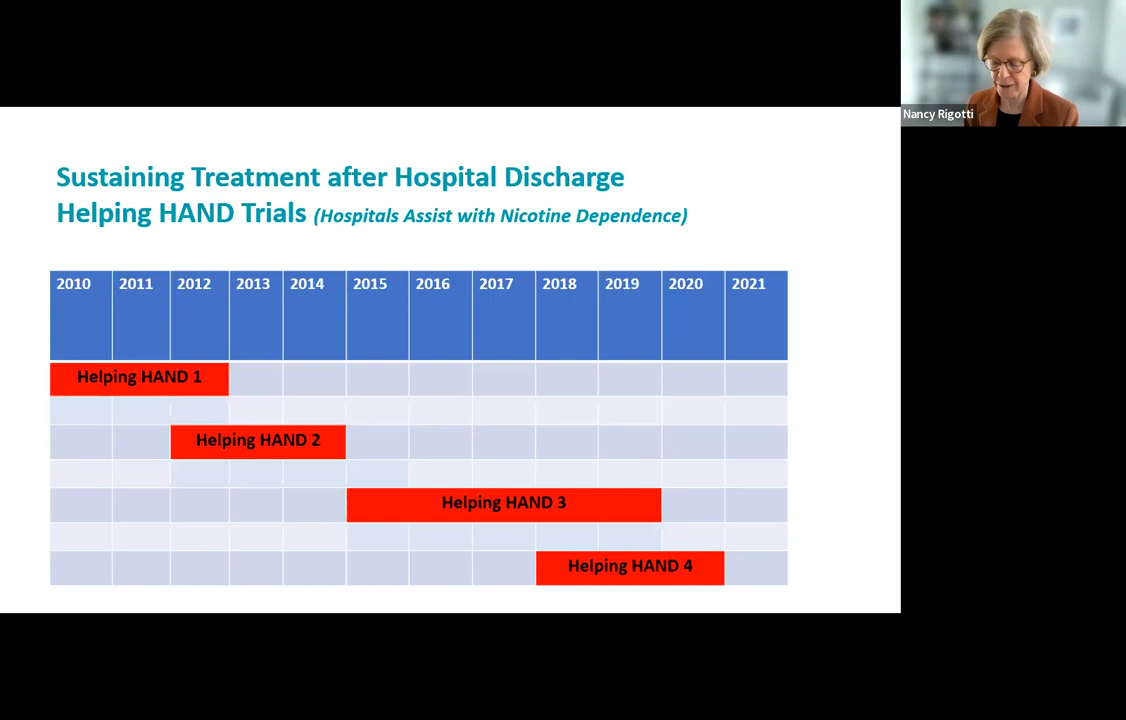 Nancy Rigotti
Sustaining Treatment after Hospital Discharge
Helping HAND Trials (Hospitals Assist with Nicotine Dependence)
2010 2011 2012 2013 2014 2015 2016 2017 2018 2019 2020 2021
Helping HAND 1
Helping HAND 2
Helping HAND 3
Helping HAND 4